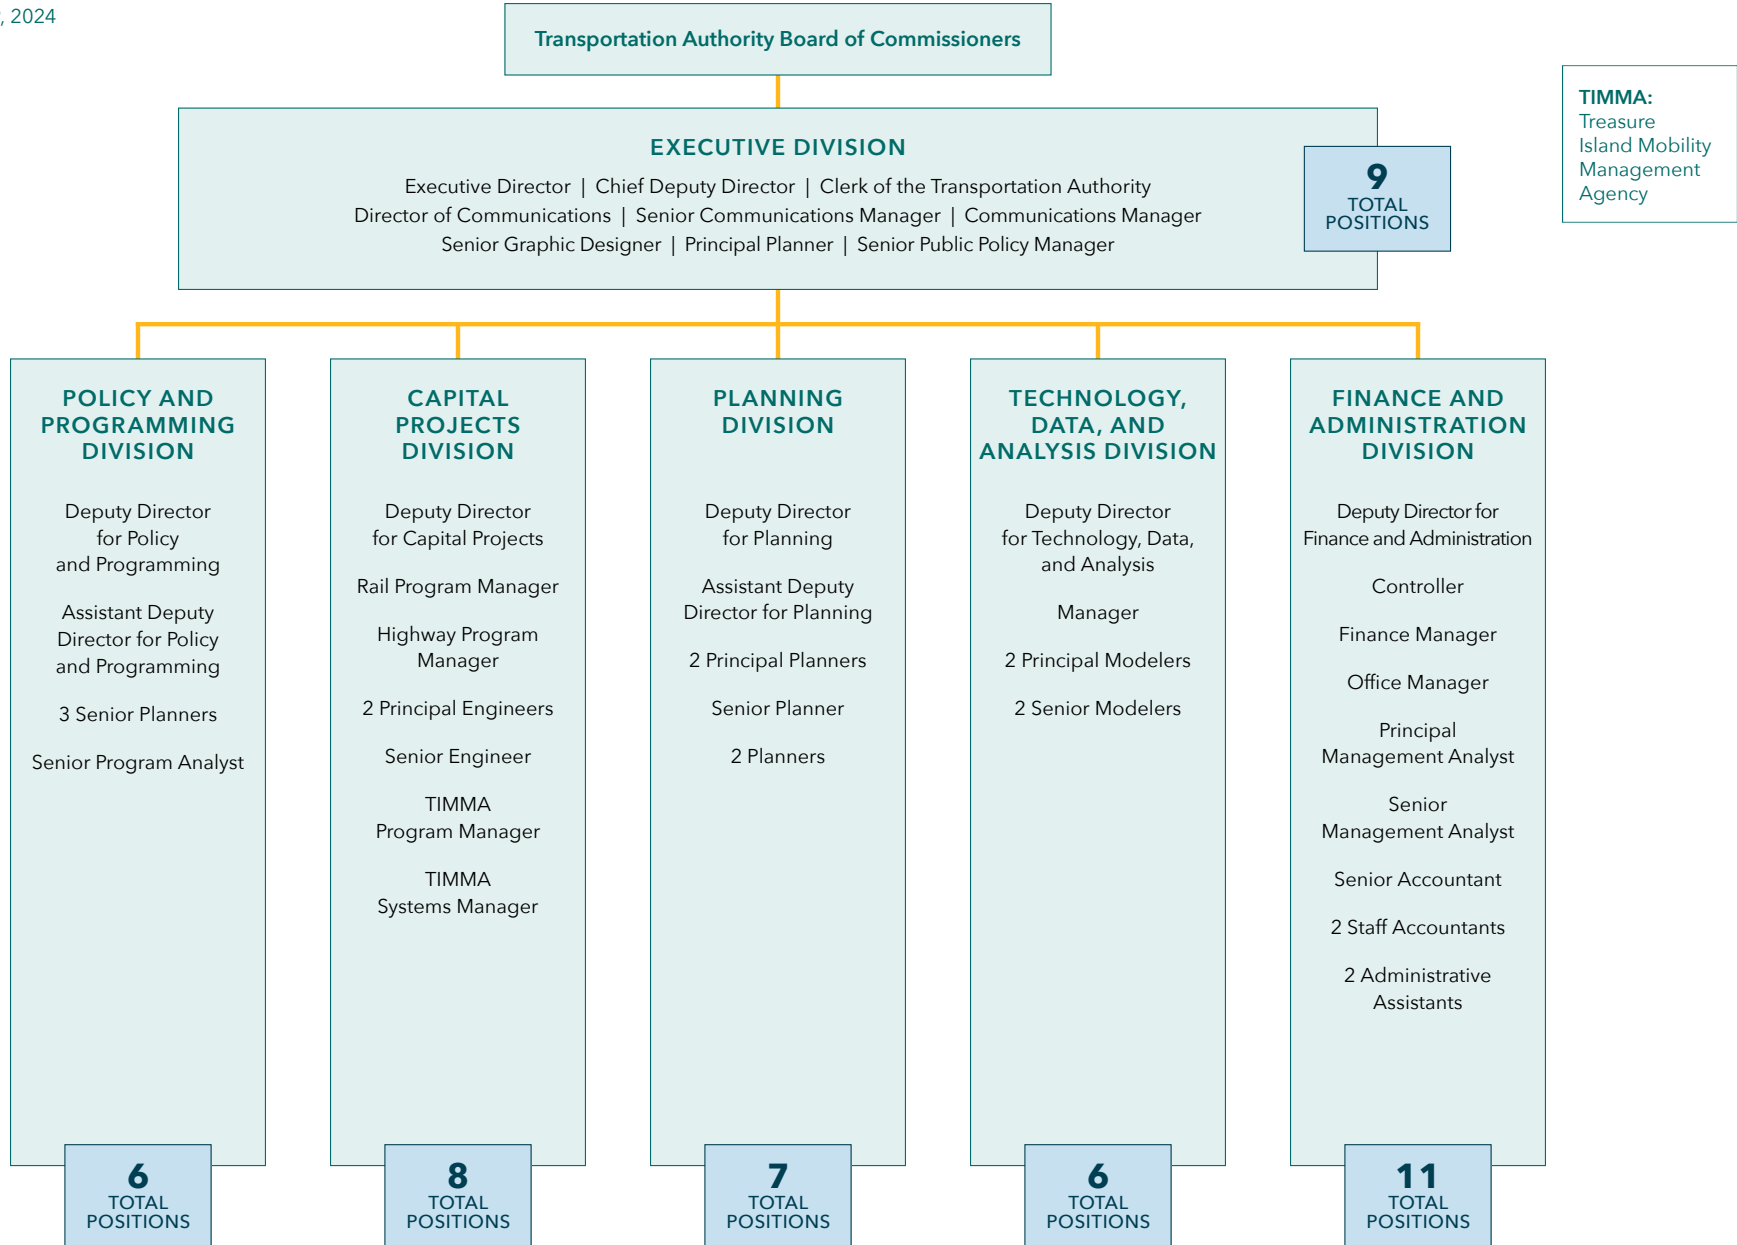 , 2024
Transportation Authority Board of Commissioners
TIMMA:
Treasure
Island Mobility
Management
Agency
EXECUTIVE DIVISION
Executive Director | Chief Deputy Director | Clerk of the Transportation Authority
Director of Communications | Senior Communications Manager | Communications Manager
Senior Graphic Designer | Principal Planner | Senior Public Policy Manager
9
TOTAL
POSITIONS
POLICY AND
PROGRAMMING
DIVISION
Deputy Director
for Policy
and Programming
Assistant Deputy
Director for Policy
and Programming
3 Senior Planners
Senior Program Analyst
6
TOTAL
POSITIONS
CAPITAL
PROJECTS
DIVISION
Deputy Director
for Capital Projects
Rail Program Manager
Highway Program
Manager
2 Principal Engineers
Senior Engineer
TIMMA
Program Manager
TIMMA
Systems Manager
8
TOTAL
POSITIONS
PLANNING
DIVISION
Deputy Director
for Planning
Assistant Deputy
Director for Planning
2 Principal Planners
Senior Planner
2 Planners
7
TOTAL
POSITIONS
TECHNOLOGY,
DATA, AND
ANALYSIS DIVISION
Deputy Director
for Technology, Data,
and Analysis
Manager
2 Principal Modelers
2 Senior Modelers
6
TOTAL
POSITIONS
FINANCE AND
ADMINISTRATION
DIVISION
Deputy Director for
Finance and Administration
Controller
Finance Manager
Office Manager
Principal
Management Analyst
Senior
Management Analyst
Senior Accountant
2 Staff Accountants
2 Administrative
Assistants
11
TOTAL
POSITIONS